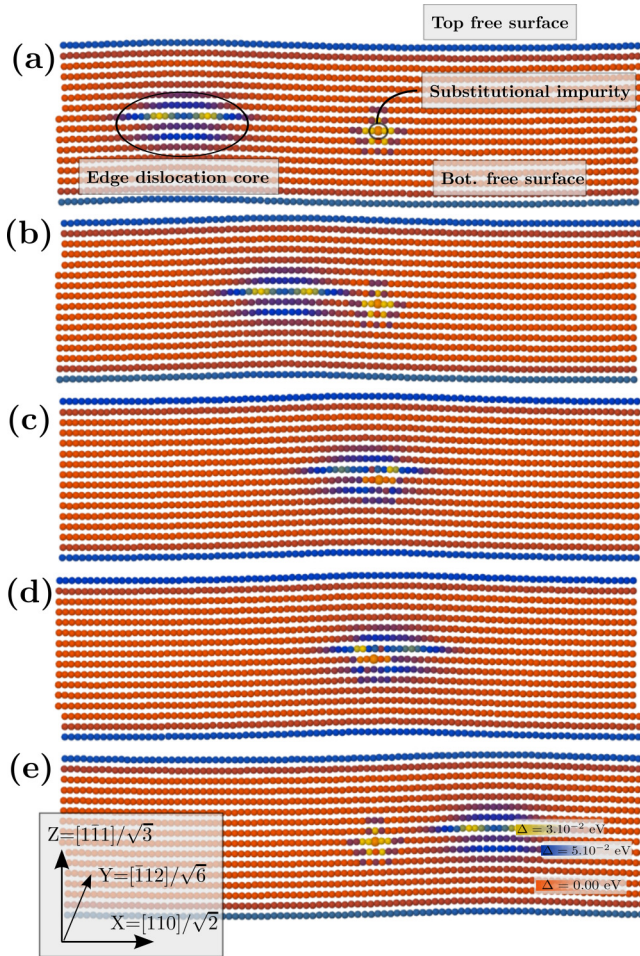 Top free surface
(a)
Substitutional impurity
Edge dislocation core
Bot. free surface
(b)
(c)
(d)
(e)
Δ = 3.10⁻² eV
Z=[1̄11]/√3
Δ = 5.10⁻² eV
Y=[1̄12]/√6
Δ = 0.00 eV
X=[110]/√2